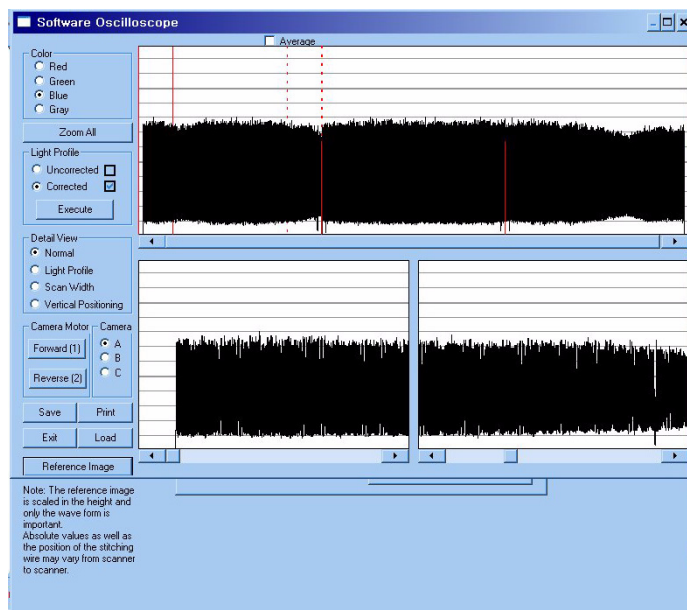 Software Oscilloscope
Average
Color
Red
Green
Blue
Gray
Zoom All
Light Profile
Uncorrected
Corrected
Execute
Detail View
Normal
Light Profile
Scan Width
Vertical Positioning
Camera Motor
Camera
Forward (1)
Reverse (2)
A
B
C
Save
Print
Exit
Load
Reference Image
Note: The reference image
is scaled in the height and
only the wave form is
important.
Absolute values as well as
the position of the stitching
wire may vary from scanner
to scanner.